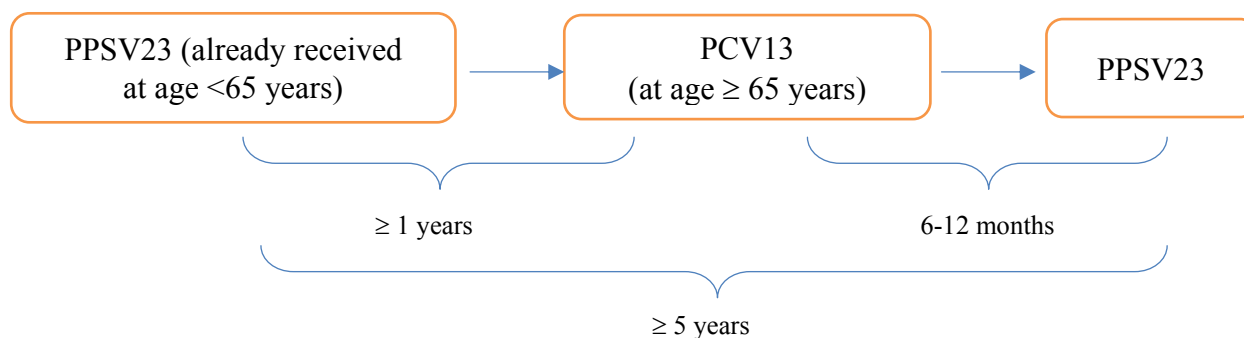 PPSV23 (already received
at age <65 years)
PCV13
(at age ≥ 65 years)
PPSV23
≥ 1 years
6-12 months
≥ 5 years